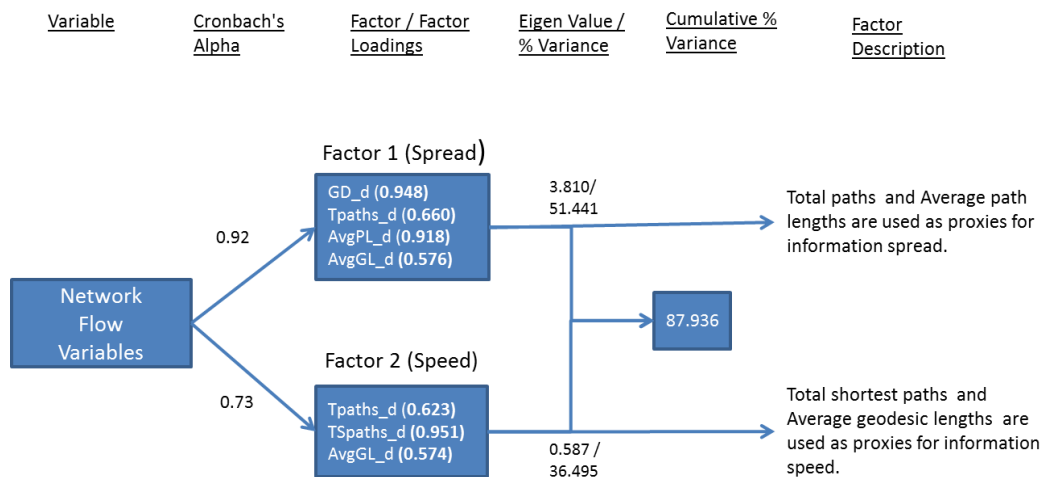 Variable
Cronbach's
Alpha
Factor / Factor
Loadings
Eigen Value /
% Variance
Cumulative %
Variance
Factor
Description
Factor 1 (Spread)
GD_d (0.948)
Tpaths_d (0.660)
AvgPL_d (0.918)
AvgGL_d (0.576)
3.810/
51.441
Total paths and Average path
lengths are used as proxies for
information spread.
0.92
Network
Flow
Variables
87.936
0.73
Factor 2 (Speed)
Tpaths_d (0.623)
TSpaths_d (0.951)
AvgGL_d (0.574)
0.587 /
36.495
Total shortest paths and
Average geodesic lengths are
used as proxies for information
speed.